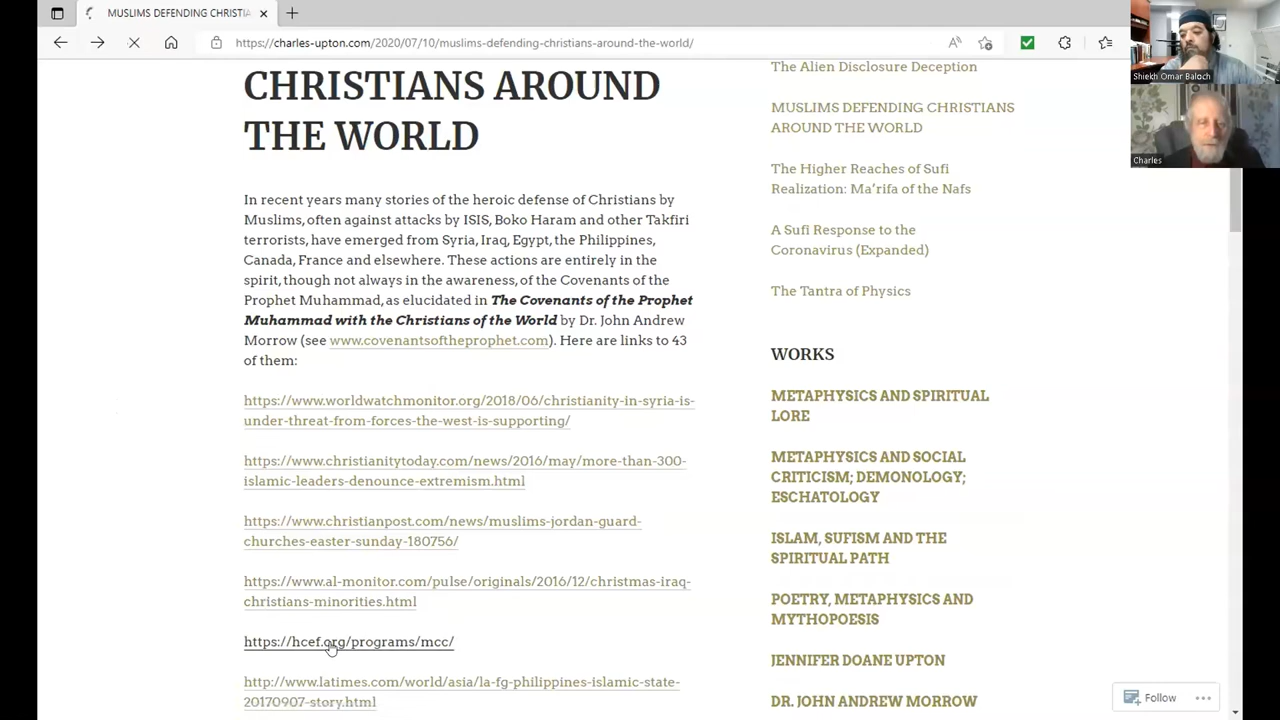 MUSLIMS DEFENDING CHRISTIA
https://charles-upton.com/2020/07/10/muslims-defending-christians-around-the-world/
CHRISTIANS AROUND
THE WORLD
In recent years many stories of the heroic defense of Christians by
Muslims, often against attacks by ISIS, Boko Haram and other Takfiri
terrorists, have emerged from Syria, Iraq, Egypt, the Philippines,
Canada, France and elsewhere. These actions are entirely in the
spirit, though not always in the awareness, of the Covenants of the
Prophet Muhammad, as elucidated in The Covenants of the Prophet
Muhammad with the Christians of the World by Dr. John Andrew
Morrow (see www.covenantsoftheprophet.com). Here are links to 43
of them:
https://www.worldwatchmonitor.org/2018/06/christianity-in-syria-is-
under-threat-from-forces-the-west-is-supporting/
https://www.christianitytoday.com/news/2016/may/more-than-300-
islamic-leaders-denounce-extremism.html
https://www.christianpost.com/news/muslims-jordan-guard-
churches-easter-sunday-180756/
https://www.al-monitor.com/pulse/originals/2016/12/christmas-iraq-
christians-minorities.html
https://hcef.org/programs/mcc/
http://www.latimes.com/world/asia/la-fg-philippines-islamic-state-
20170907-story.html
The Alien Disclosure Deception
MUSLIMS DEFENDING CHRISTIANS
AROUND THE WORLD
The Higher Reaches of Sufi
Realization: Ma’rifa of the Nafs
A Sufi Response to the
Coronavirus (Expanded)
The Tantra of Physics
WORKS
METAPHYSICS AND SPIRITUAL
LORE
METAPHYSICS AND SOCIAL
CRITICISM; DEMONOLOGY;
ESCHATOLOGY
ISLAM, SUFISM AND THE
SPIRITUAL PATH
POETRY, METAPHYSICS AND
MYTHOPOESIS
JENNIFER DOANE UPTON
DR. JOHN ANDREW MORROW
Follow
Shiekh Omar Baloch
Charles